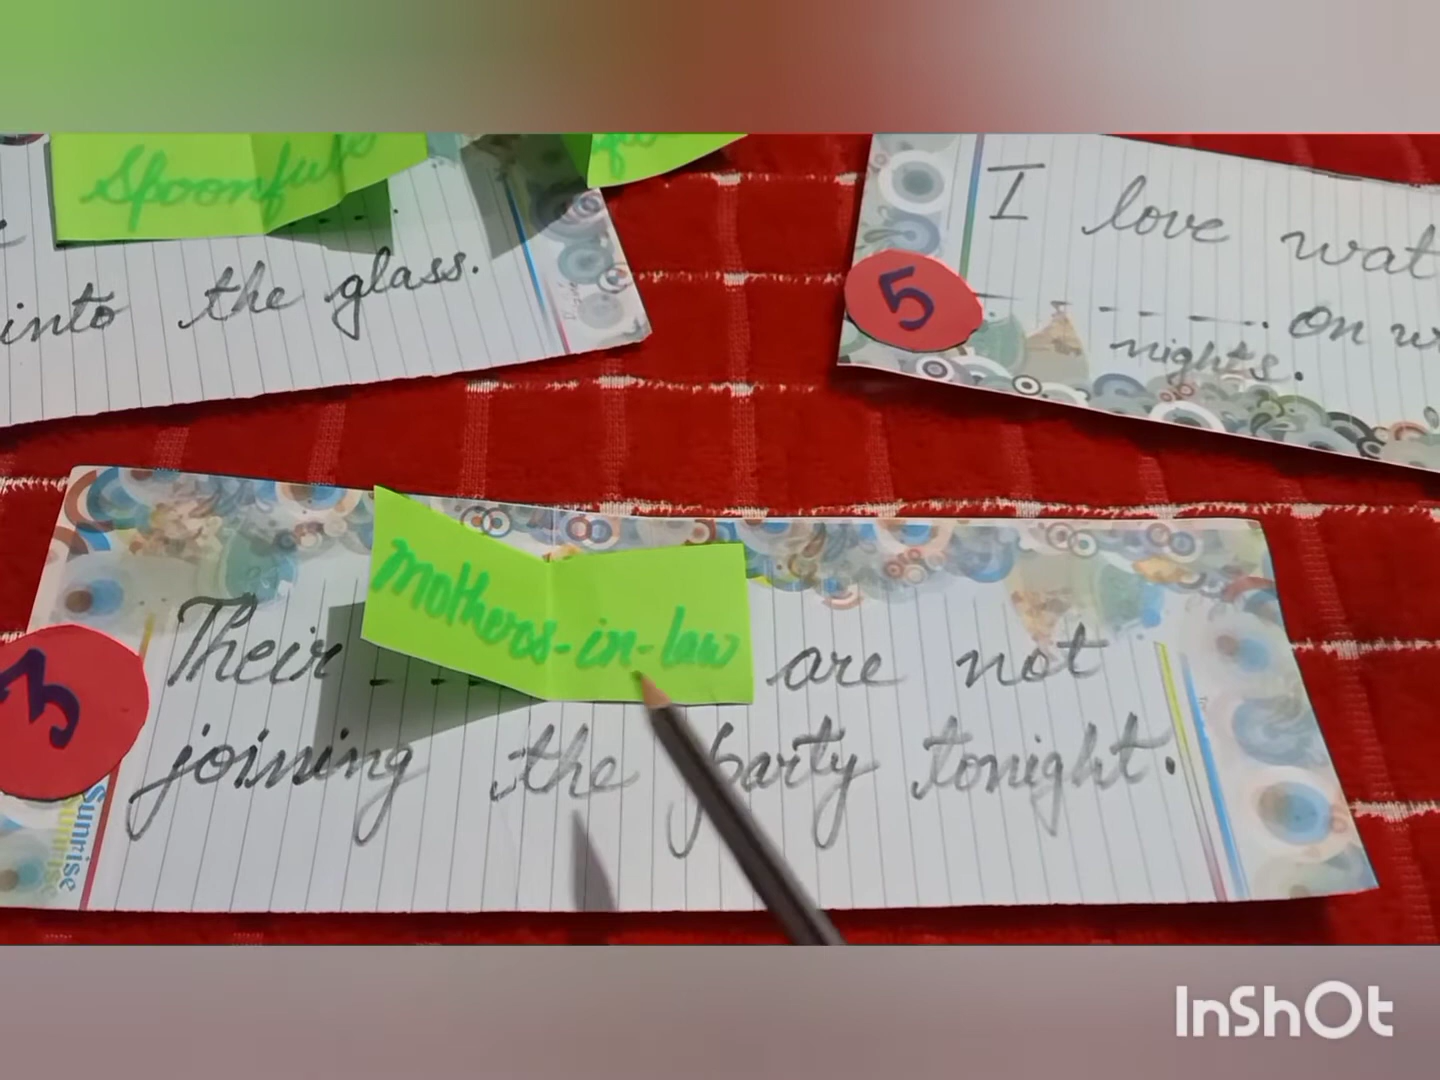 Spoonfuls
into the glass.
5
I love wat
on w
nights.
3
Their mothers-in-law are not
joining the party tonight.
Sunrise
InShOt